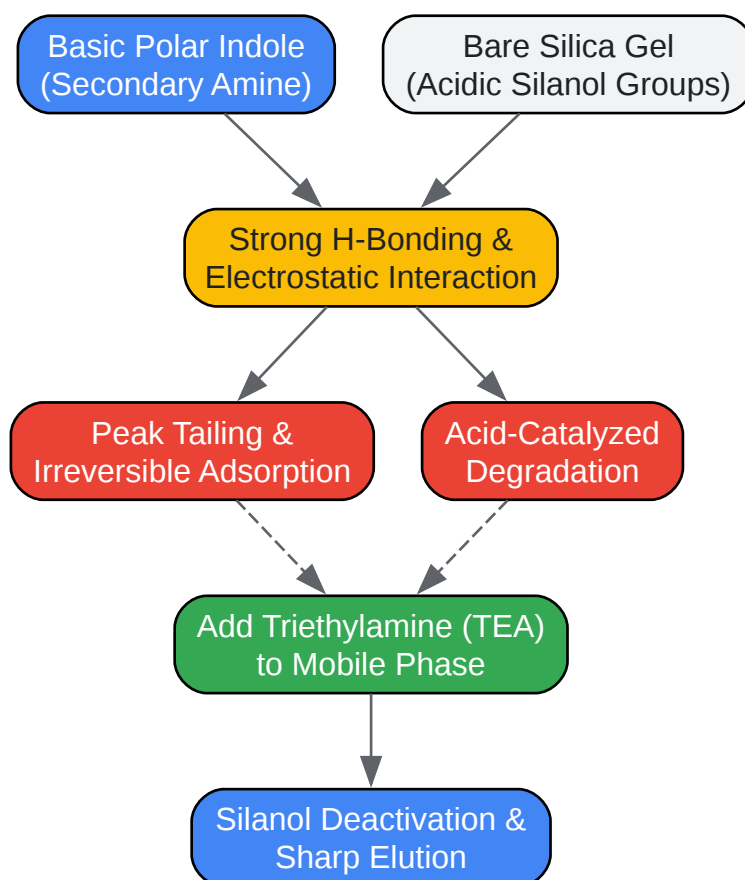 Basic Polar Indole
(Secondary Amine)
Bare Silica Gel
(Acidic Silanol Groups)
Strong H-Bonding &
Electrostatic Interaction
Peak Tailing &
Irreversible Adsorption
Acid-Catalyzed
Degradation
Add Triethylamine (TEA)
to Mobile Phase
Silanol Deactivation &
Sharp Elution